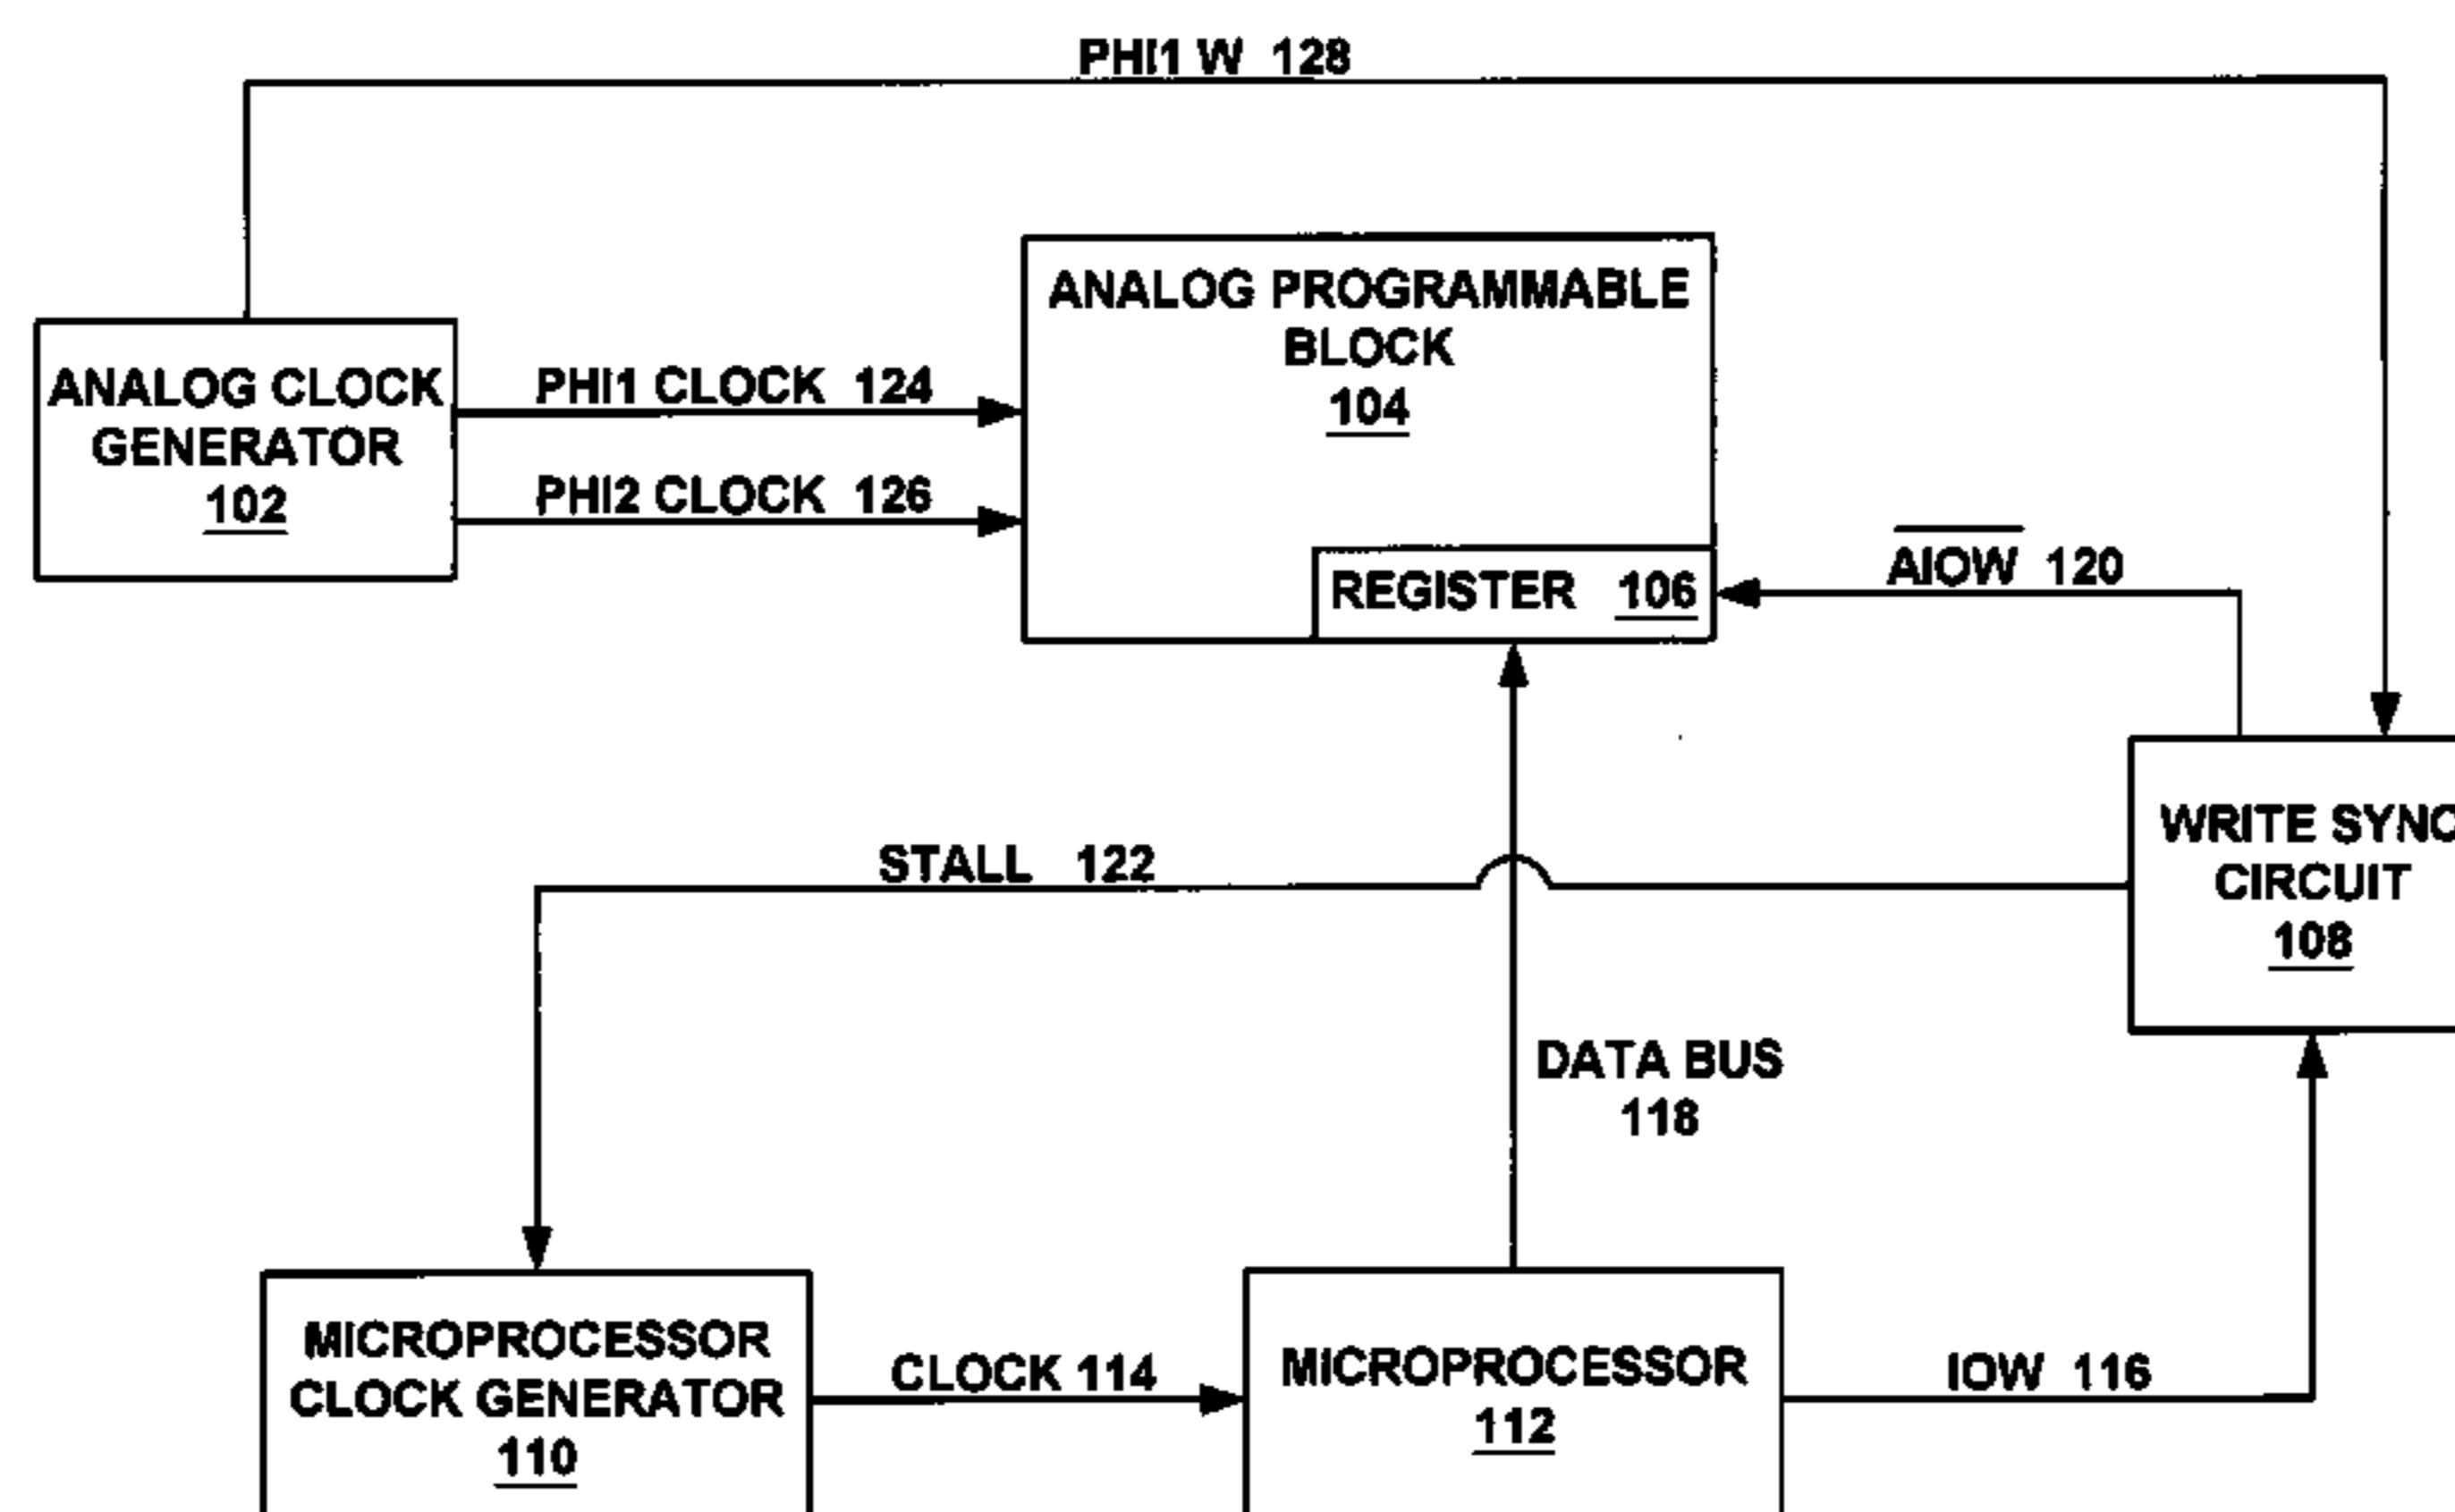 PHI1 W 128
ANALOG PROGRAMMABLE
BLOCK
104
ANALOG CLOCK
GENERATOR
102
PHI1 CLOCK 124
PHI2 CLOCK 126
REGISTER 106
A̅I̅O̅W̅ 120
WRITE SYNC
CIRCUIT
108
STALL 122
DATA BUS
118
MICROPROCESSOR
CLOCK GENERATOR
110
CLOCK 114
MICROPROCESSOR
112
IOW 116